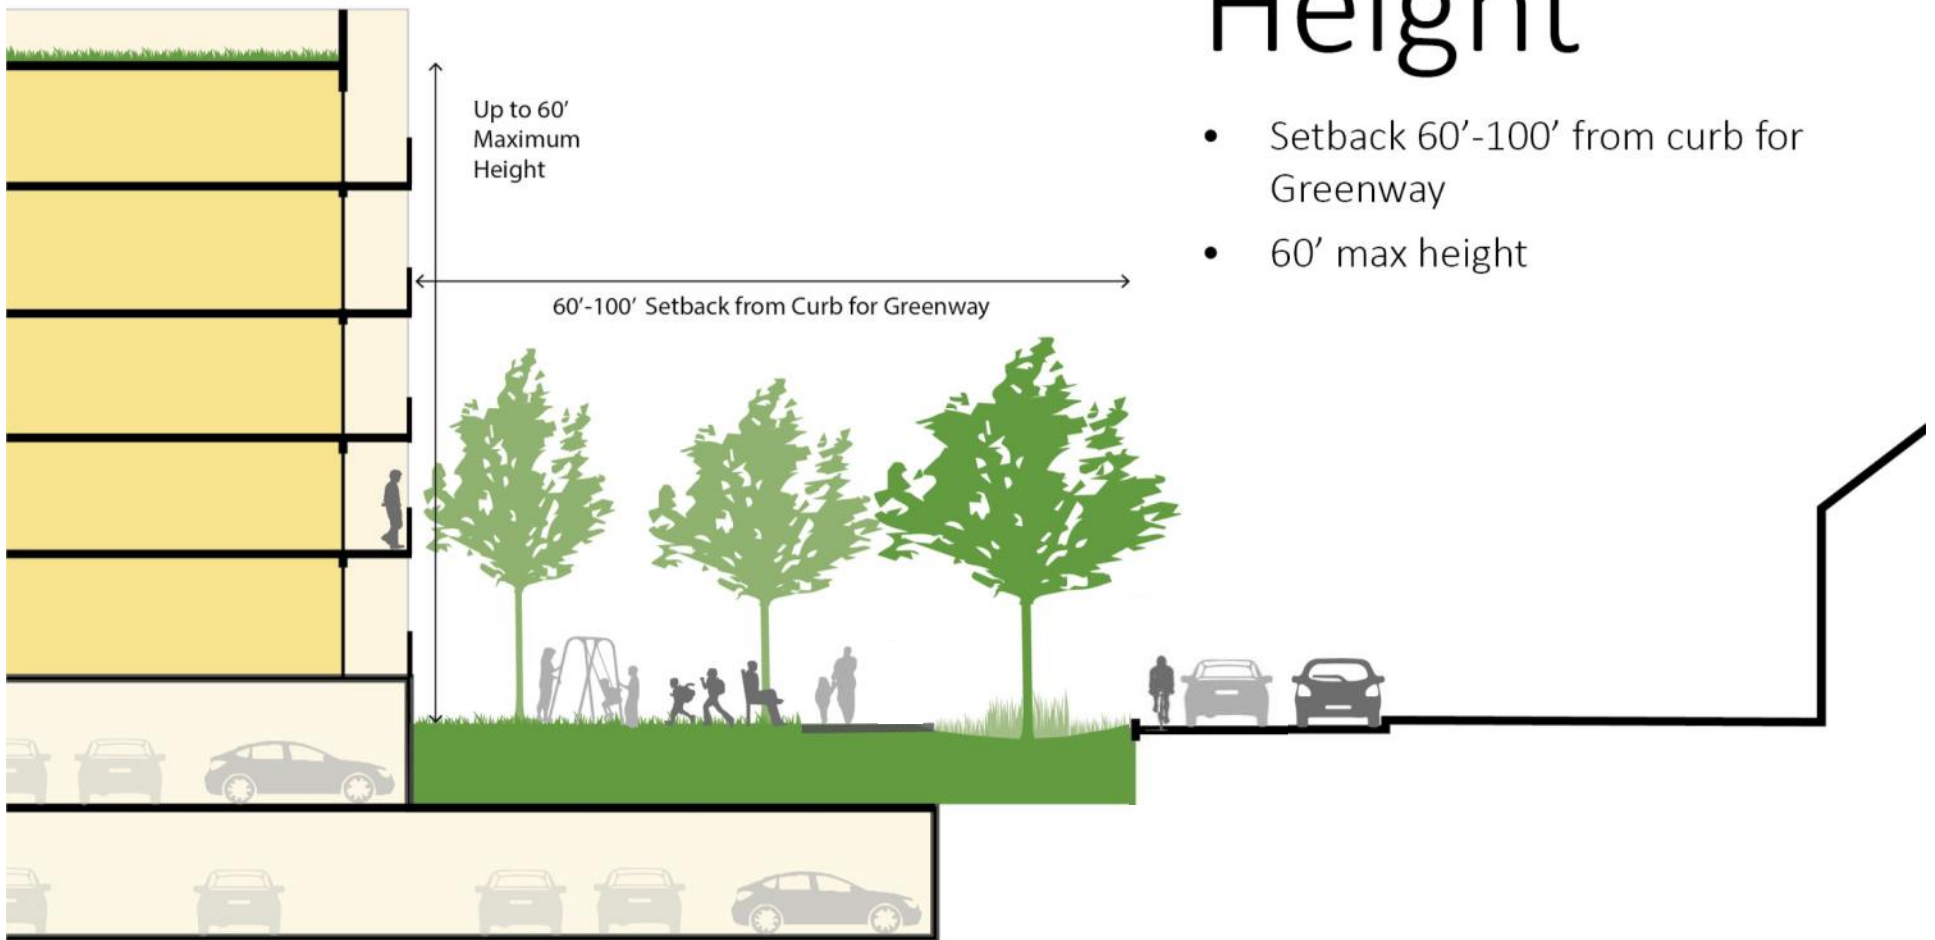 Height
Up to 60’
Maximum
Height
60’-100’ Setback from Curb for Greenway
• Setback 60’-100’ from curb for
Greenway
• 60’ max height